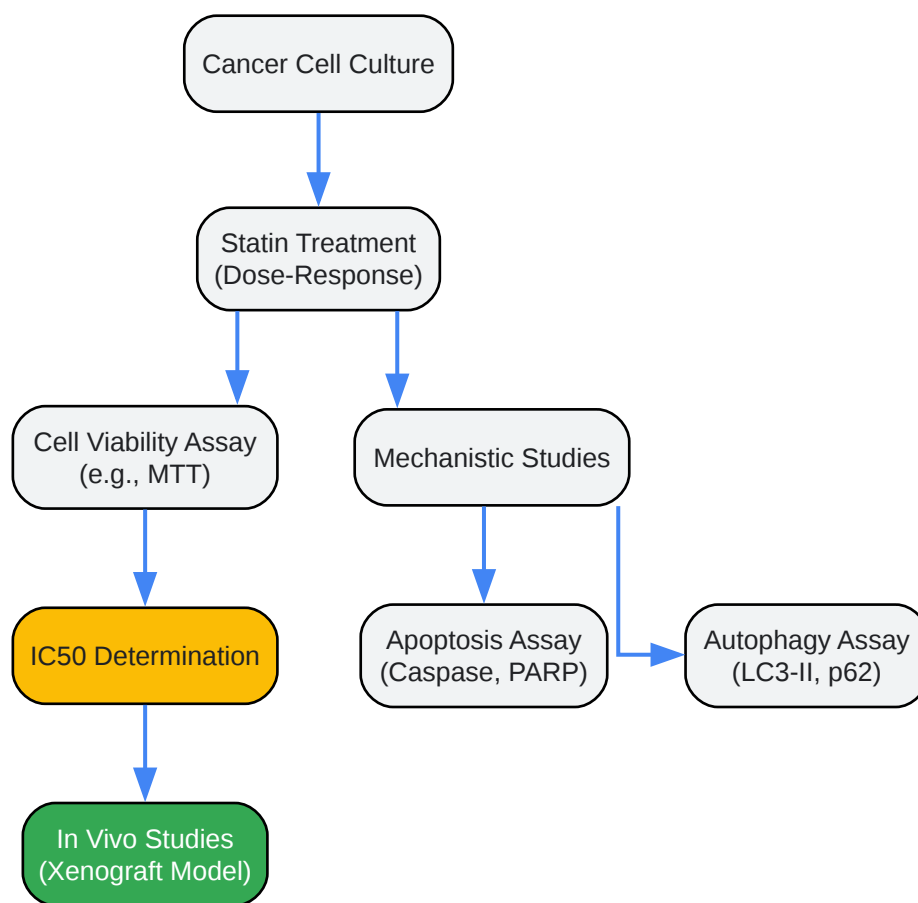 Cancer Cell Culture
Statin Treatment
(Dose-Response)
Cell Viability Assay
(e.g., MTT)
Mechanistic Studies
IC50 Determination
Apoptosis Assay
(Caspase, PARP)
Autophagy Assay
(LC3-II, p62)
In Vivo Studies
(Xenograft Model)